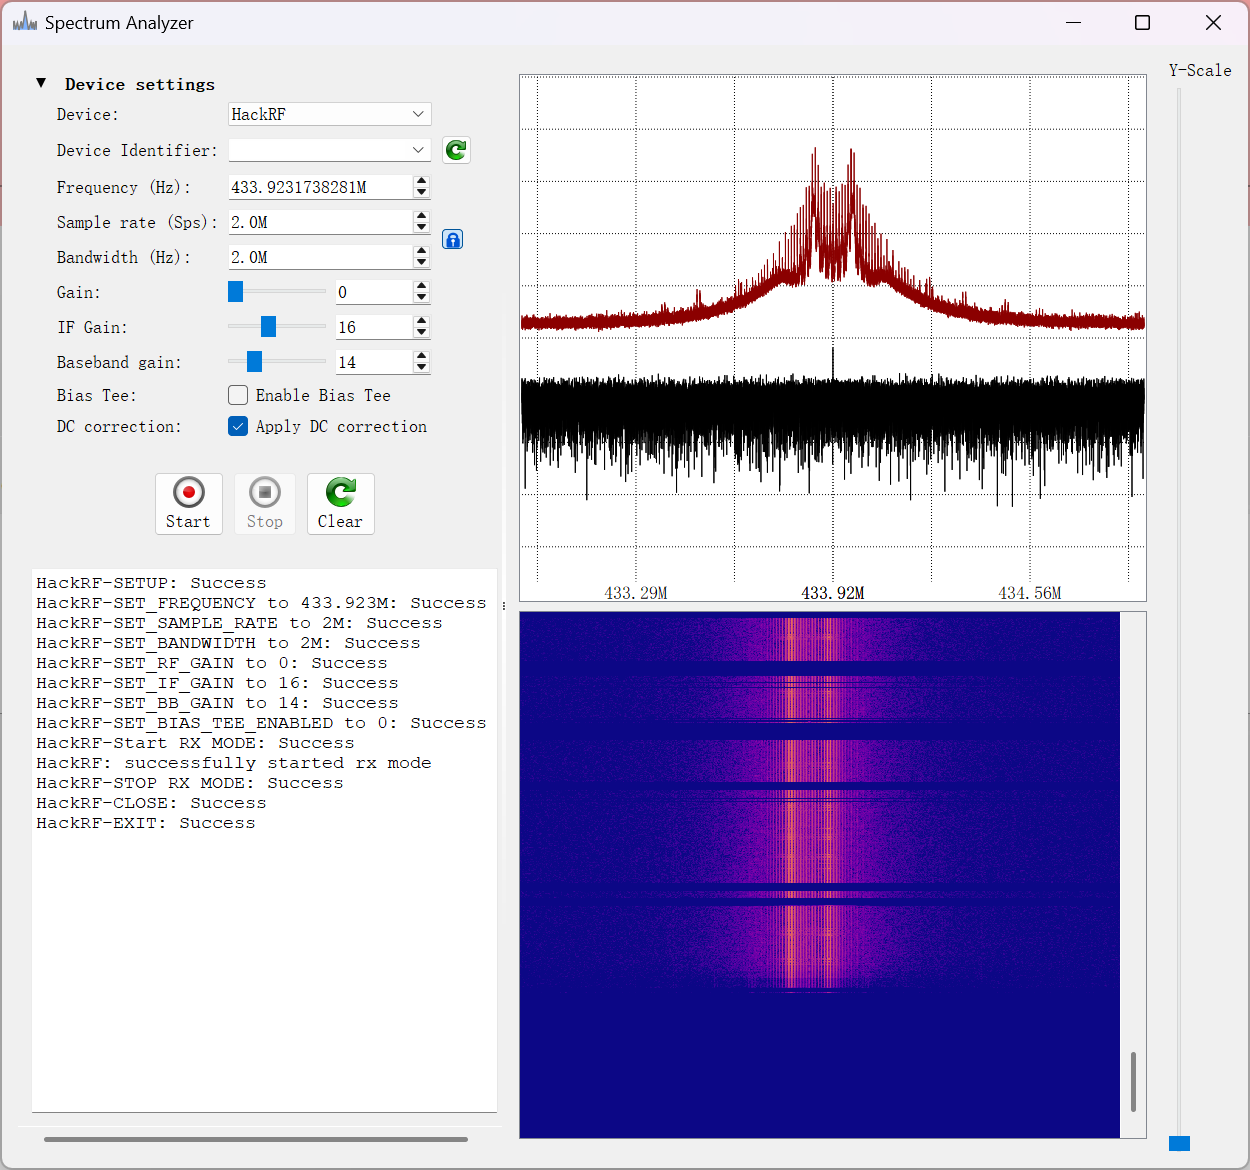 Spectrum Analyzer
Device settings
Device: HackRF
Device Identifier:
Frequency (Hz): 433.9231738281M
Sample rate (Sps): 2.0M
Bandwidth (Hz): 2.0M
Gain: 0
IF Gain: 16
Baseband gain: 14
Bias Tee: Enable Bias Tee
DC correction: Apply DC correction
Start Stop Clear
HackRF-SETUP: Success
HackRF-SET_FREQUENCY to 433.923M: Success
HackRF-SET_SAMPLE_RATE to 2M: Success
HackRF-SET_BANDWIDTH to 2M: Success
HackRF-SET_RF_GAIN to 0: Success
HackRF-SET_IF_GAIN to 16: Success
HackRF-SET_BB_GAIN to 14: Success
HackRF-SET_BIAS_TEE_ENABLED to 0: Success
HackRF-Start RX MODE: Success
HackRF: successfully started rx mode
HackRF-STOP RX MODE: Success
HackRF-CLOSE: Success
HackRF-EXIT: Success
433.29M 433.92M 434.56M
Y-Scale